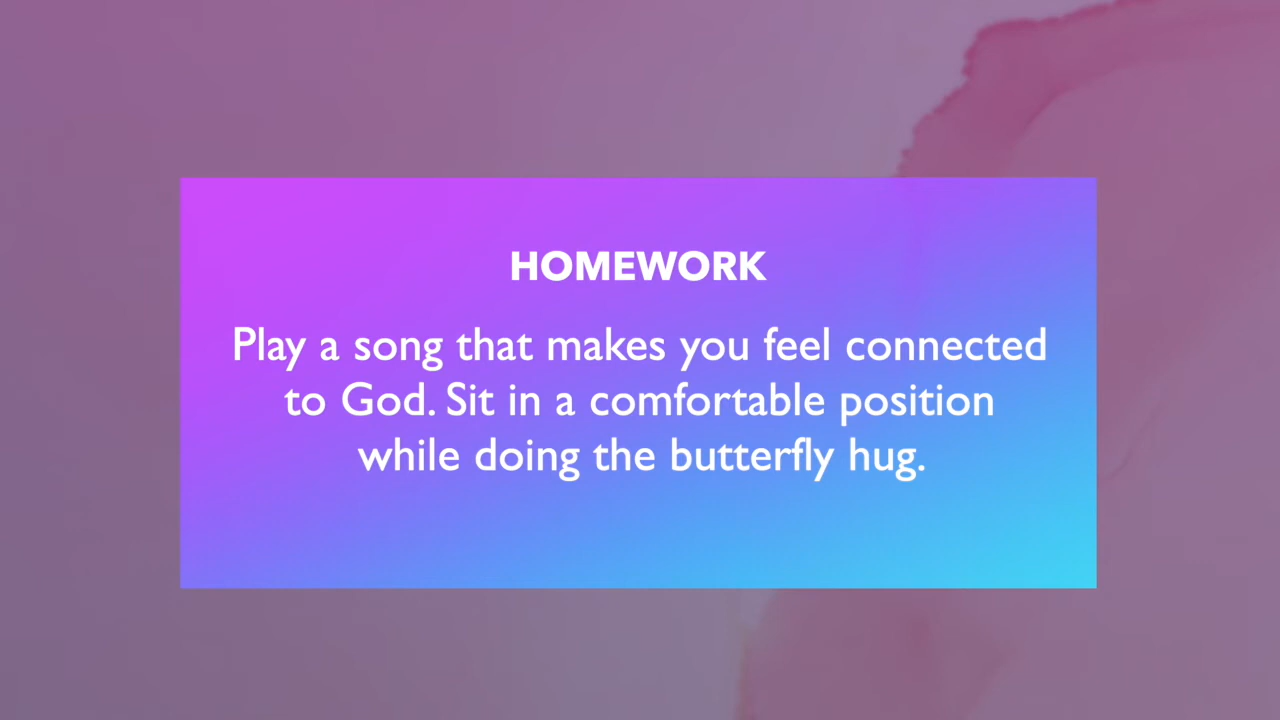 HOMEWORK
Play a song that makes you feel connected
to God. Sit in a comfortable position
while doing the butterfly hug.